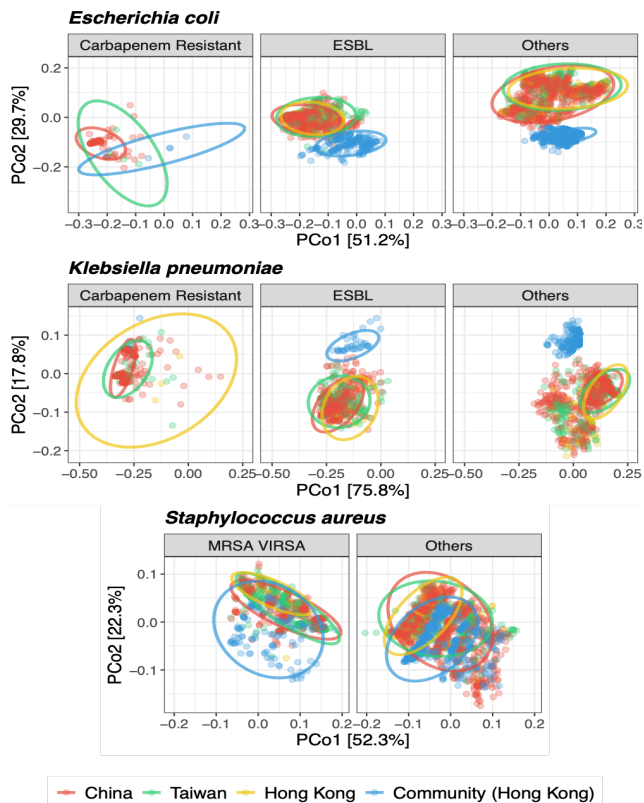 Escherichia coli
Carbapenem Resistant ESBL Others
PCo2 [29.7%]
0.2
0.0
−0.2
−0.3 −0.2 −0.1 0.0 0.1 0.2 0.3 −0.3 −0.2 −0.1 0.0 0.1 0.2 0.3 −0.3 −0.2 −0.1 0.0 0.1 0.2 0.3
PCo1 [51.2%]
Klebsiella pneumoniae
Carbapenem Resistant ESBL Others
PCo2 [17.8%]
0.1
0.0
−0.1
−0.2
−0.50 −0.25 0.00 0.25 −0.50 −0.25 0.00 0.25 −0.50 −0.25 0.00 0.25
PCo1 [75.8%]
Staphylococcus aureus
MRSA VIRSA Others
PCo2 [22.3%]
0.1
0.0
−0.1
−0.2 −0.1 0.0 0.1 0.2 −0.2 −0.1 0.0 0.1 0.2
PCo1 [52.3%]
China Taiwan Hong Kong Community (Hong Kong)